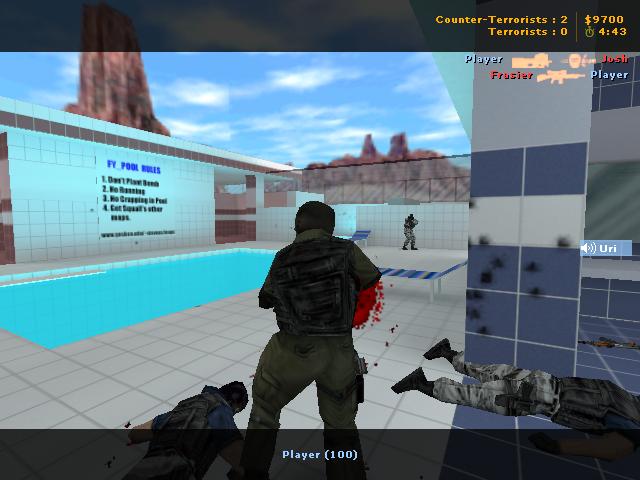 Counter-Terrorists : 2
$9700
Terrorists : 0
4:43
Player
Josh
Frasier
Player
FY_POOL RULES
1. Don't Plant Bomb
2. No Running
3. No Crapping in Pool
4. Get Squall's other
maps.
Uri
Player (100)